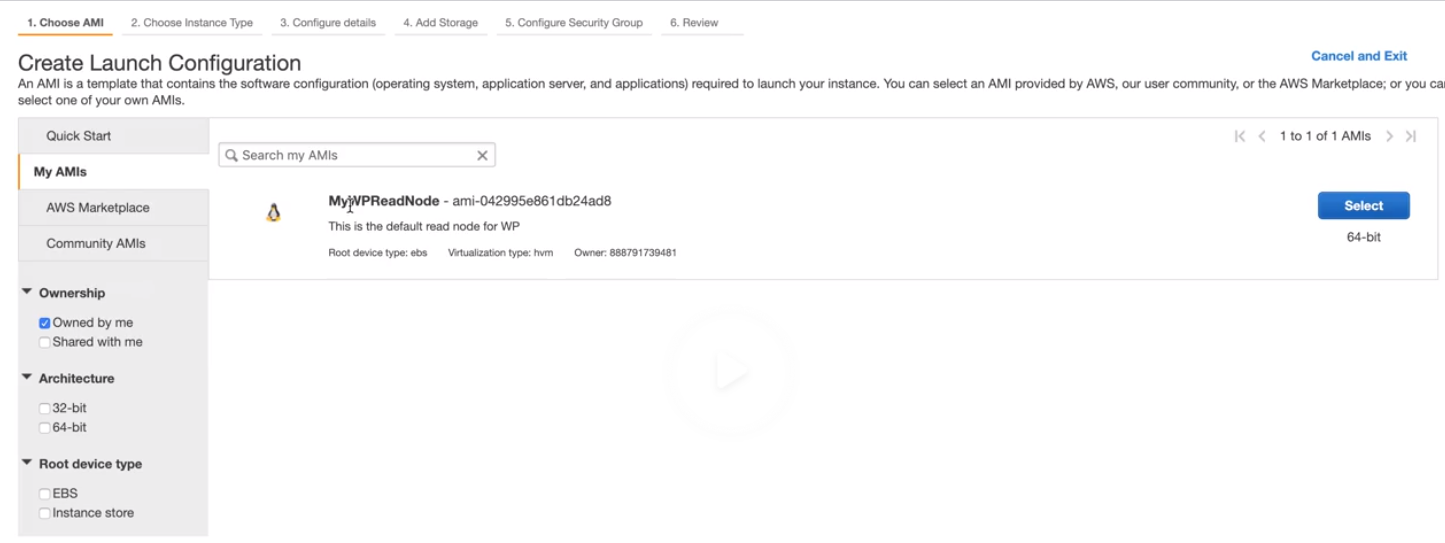 1. Choose AMI 2. Choose Instance Type 3. Configure details 4. Add Storage 5. Configure Security Group 6. Review
Create Launch Configuration
Cancel and Exit
An AMI is a template that contains the software configuration (operating system, application server, and applications) required to launch your instance. You can select an AMI provided by AWS, our user community, or the AWS Marketplace; or you
select one of your own AMIs.
Quick Start
My AMIs
AWS Marketplace
Community AMIs
Search my AMIs
1 to 1 of 1 AMIs
MyWPReadNode - ami-042995e861db24ad8
This is the default read node for WP
Root device type: ebs Virtualization type: hvm Owner: 888791739481
Select
64-bit
Ownership
Owned by me
Shared with me
Architecture
32-bit
64-bit
Root device type
EBS
Instance store